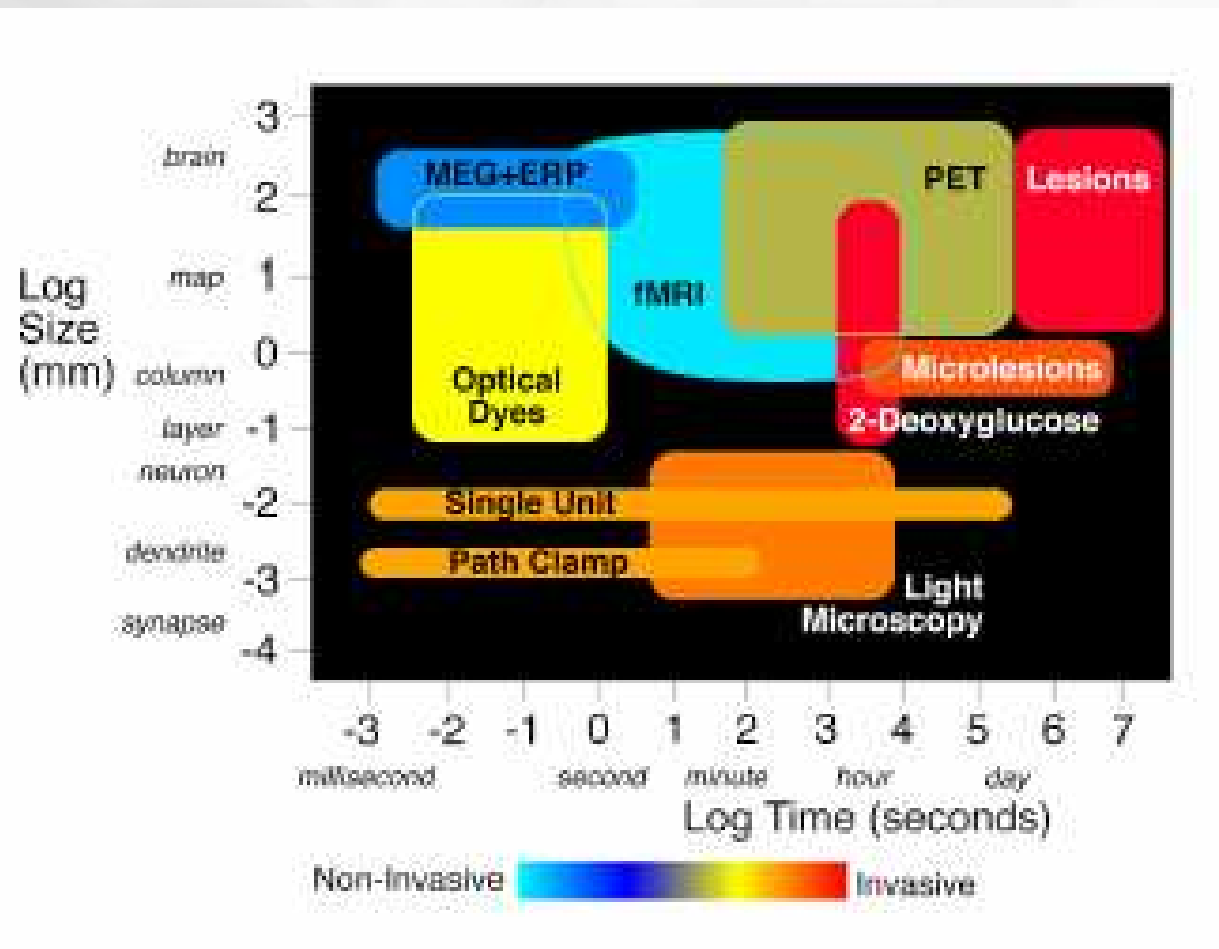 3
brain
MEG+ERP
PET
Lesions
2
map
1
Log
Size
(mm)
fMRI
0
column
Optical
Dyes
Microlesions
layer
-1
2-Deoxyglucose
neuron
-2
Single Unit
dendrite
Path Clamp
-3
Light
Microscopy
synapse
-4
-3 -2 -1 0 1 2 3 4 5 6 7
millisecond second minute hour day
Log Time (seconds)
Non-Invasive Invasive